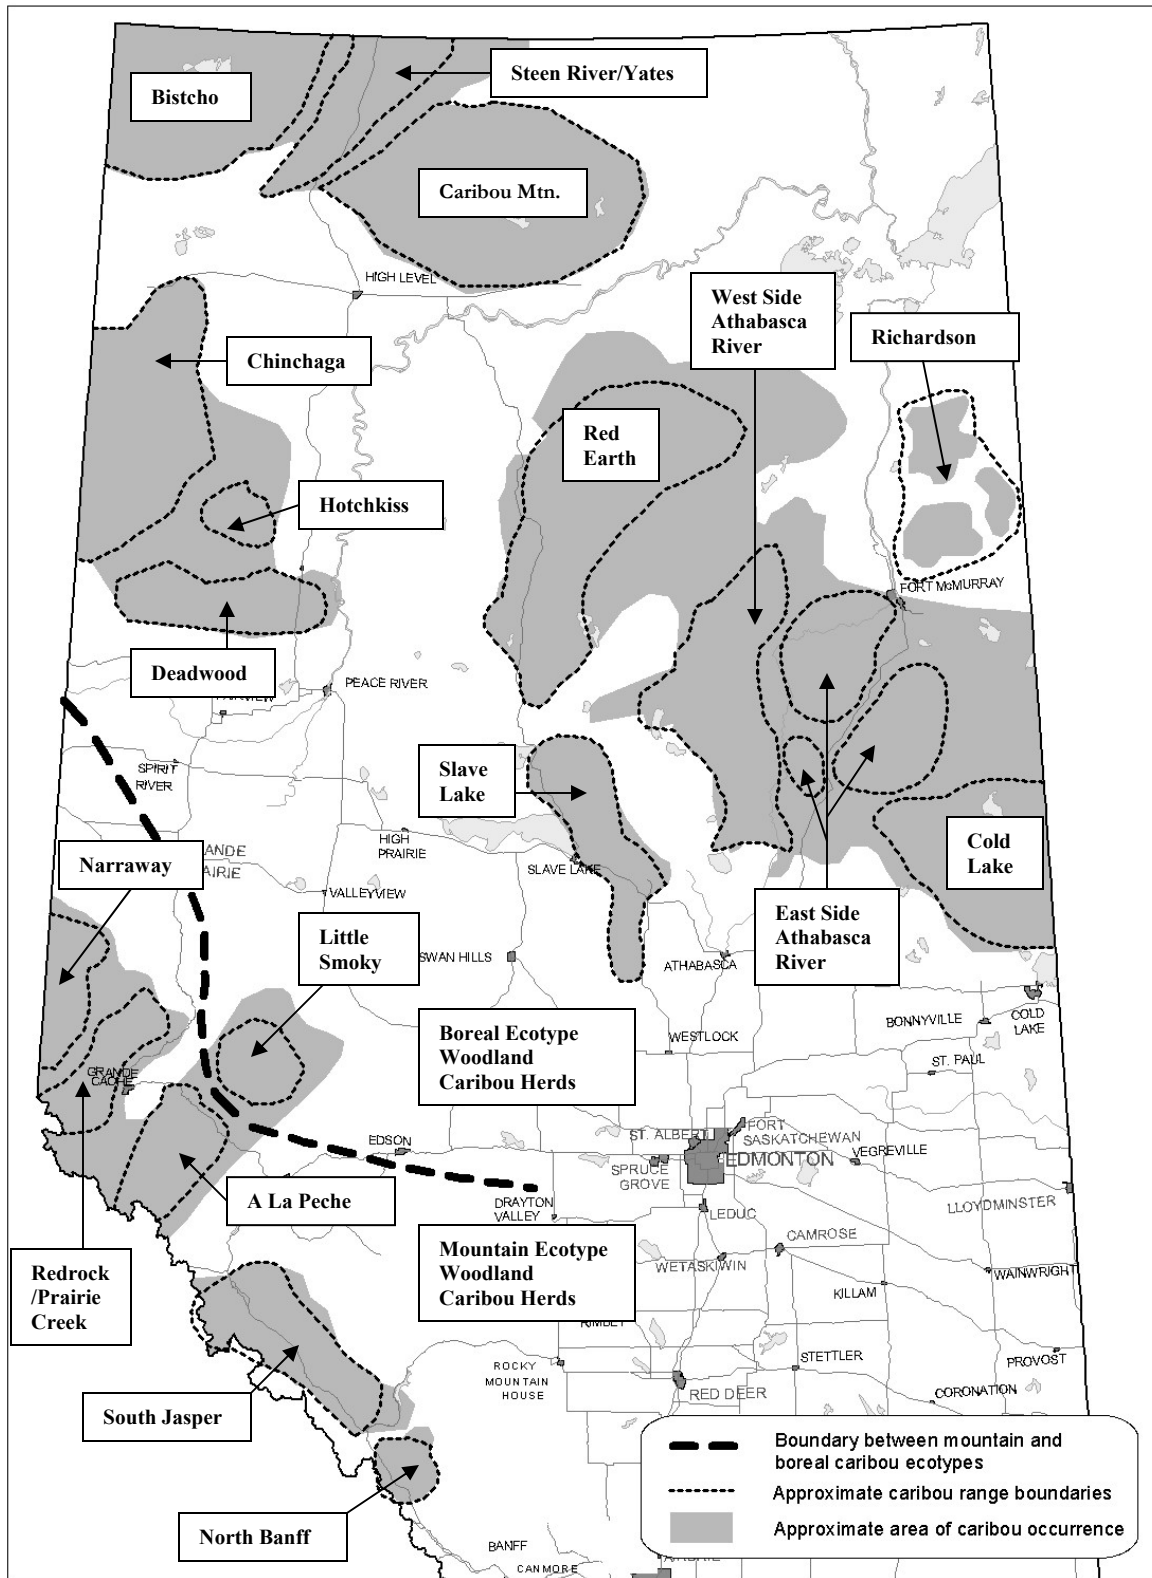 Bistcho
Steen River/Yates
Caribou Mtn.
HIGH LEVEL
West Side
Athabasca
River
Richardson
Chinchaga
Red
Earth
Hotchkiss
FORT McMURRAY
Deadwood
PEACE RIVER
Slave
Lake
SPIRIT
RIVER
Narraway
HIGH
PRAIRIE
SLAVE LAKE
Cold
Lake
VALLEYVIEW
Little
Smoky
East Side
Athabasca
River
SWAN HILLS
ATHABASCA
BONNYVILLE
COLD
LAKE
Boreal Ecotype
Woodland
Caribou Herds
WESTLOCK
ST. PAUL
GRANDE
CACHE
EDSON
ST. ALBERT
FORT
SASKATCHEWAN
SPRUCE
GROVE
EDMONTON
VEGREVILLE
A La Peche
DRAYTON
VALLEY
LEDUC
LLOYDMINSTER
CAMROSE
Redrock
/Prairie
Creek
Mountain Ecotype
Woodland
Caribou Herds
WETASKIWIN
WAINWRIGHT
KILLAM
RIMBEY
ROCKY
MOUNTAIN
HOUSE
STETTLER
PROVOST
RED DEER
CORONATION
South Jasper
North Banff
BANFF
CANMORE
Boundary between mountain and
boreal caribou ecotypes
Approximate caribou range boundaries
Approximate area of caribou occurrence